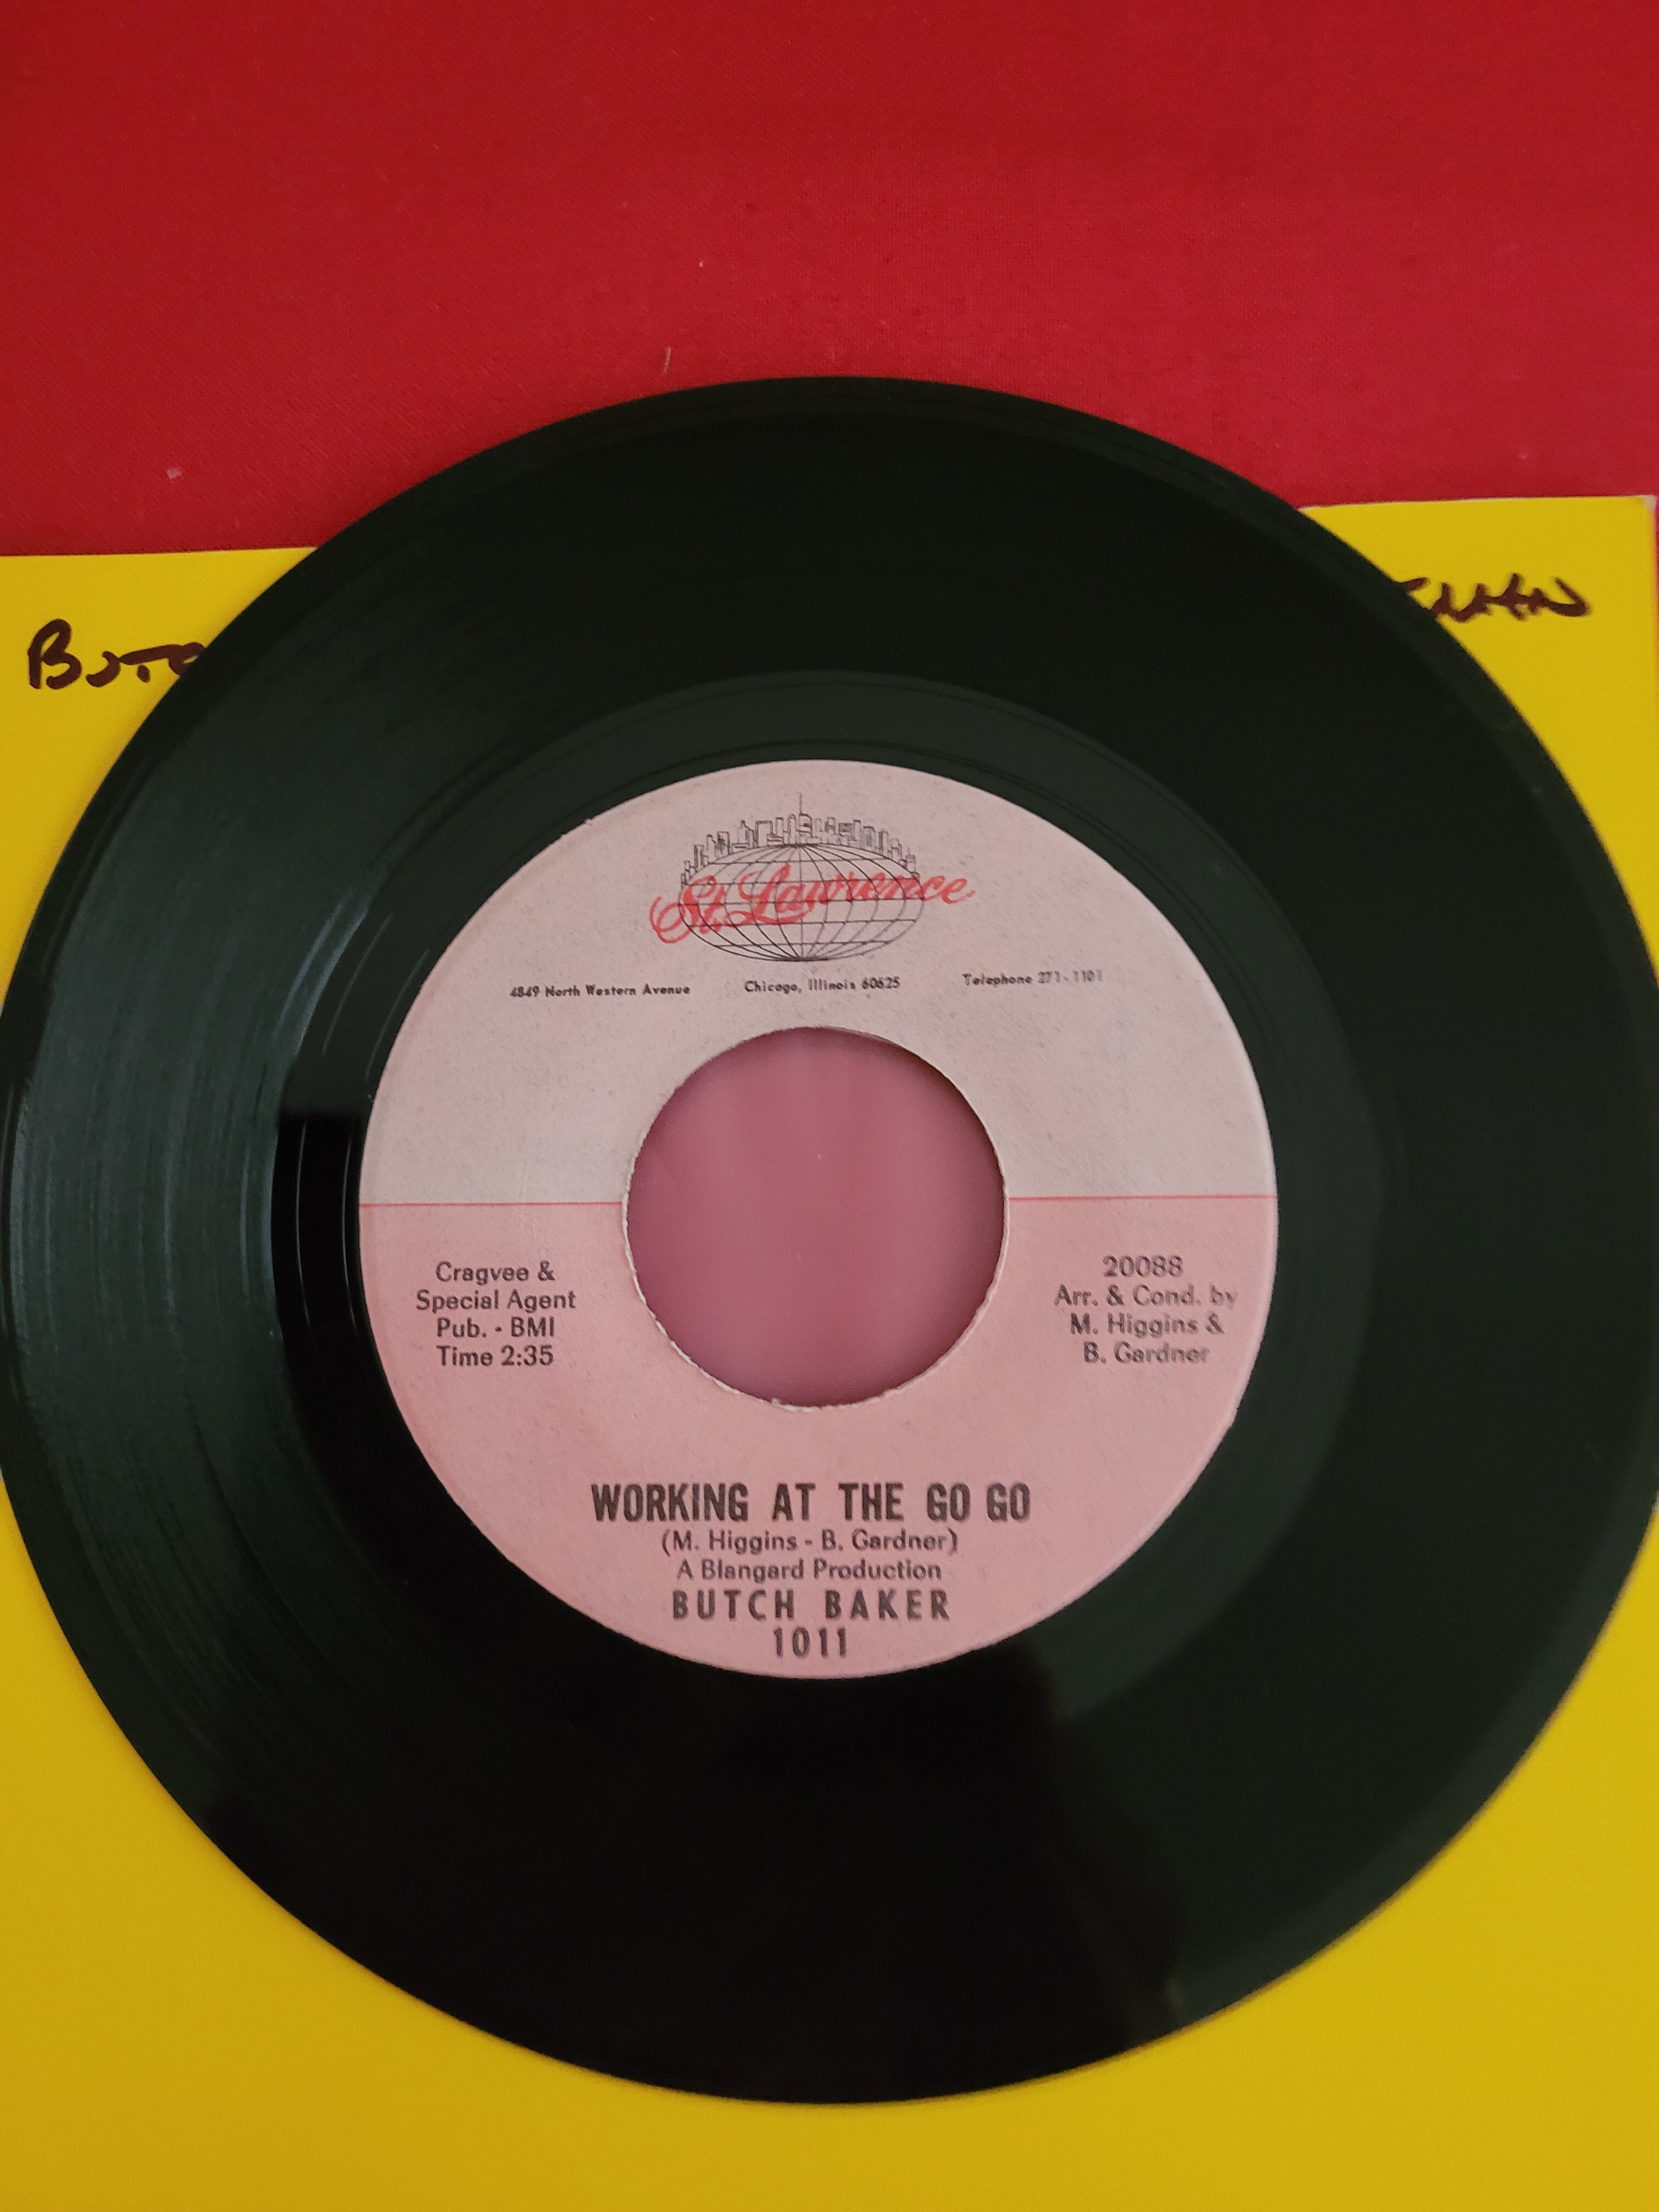 St. Lawrence
4849 North Western Avenue Chicago, Illinois 60625 Telephone 271-1101
Cragvee &
Special Agent
Pub. - BMI
Time 2:35
20088
Arr. & Cond. by
M. Higgins &
B. Gardner
WORKING AT THE GO GO
(M. Higgins - B. Gardner)
A Blangard Production
BUTCH BAKER
1011